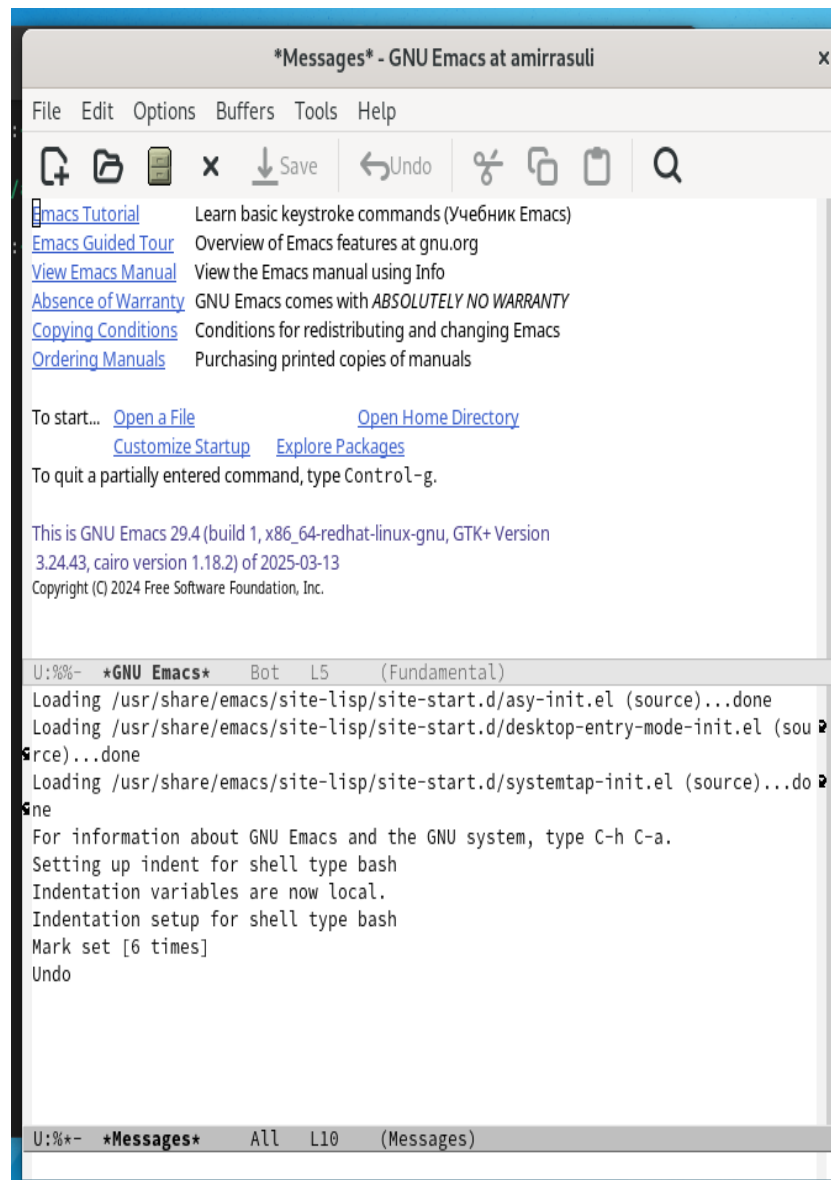 *Messages* - GNU Emacs at amirrasuli
File Edit Options Buffers Tools Help
Save Undo
Emacs Tutorial Learn basic keystroke commands (Учебник Emacs)
Emacs Guided Tour Overview of Emacs features at gnu.org
View Emacs Manual View the Emacs manual using Info
Absence of Warranty GNU Emacs comes with ABSOLUTELY NO WARRANTY
Copying Conditions Conditions for redistributing and changing Emacs
Ordering Manuals Purchasing printed copies of manuals
To start... Open a File Open Home Directory
Customize Startup Explore Packages
To quit a partially entered command, type Control-g.
This is GNU Emacs 29.4 (build 1, x86_64-redhat-linux-gnu, GTK+ Version
3.24.43, cairo version 1.18.2) of 2025-03-13
Copyright (C) 2024 Free Software Foundation, Inc.
U:%%- *GNU Emacs* Bot L5 (Fundamental)
Loading /usr/share/emacs/site-lisp/site-start.d/asy-init.el (source)...done
Loading /usr/share/emacs/site-lisp/site-start.d/desktop-entry-mode-init.el (sou
rce)...done
Loading /usr/share/emacs/site-lisp/site-start.d/systemtap-init.el (source)...do
ne
For information about GNU Emacs and the GNU system, type C-h C-a.
Setting up indent for shell type bash
Indentation variables are now local.
Indentation setup for shell type bash
Mark set [6 times]
Undo
U:%*- *Messages* All L10 (Messages)